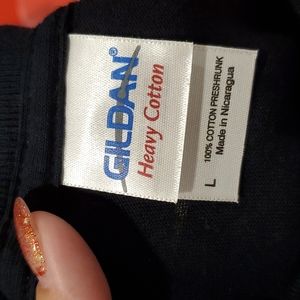 GILDAN®
Heavy Cotton
L
100% COTTON PRESHRUNK
Made in Nicaragua